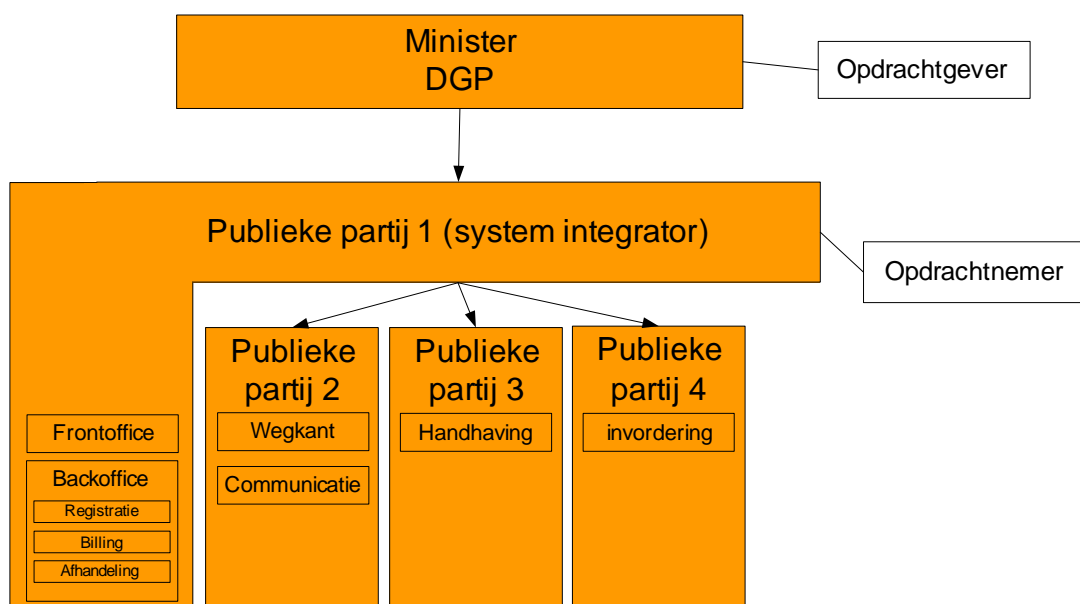 Minister
DGP
Opdrachtgever
Publieke partij 1 (system integrator)
Opdrachtnemer
Publieke
partij 2
Wegkant
Communicatie
Publieke
partij 3
Handhaving
Publieke
partij 4
invordering
Frontoffice
Backoffice
Registratie
Billing
Afhandeling